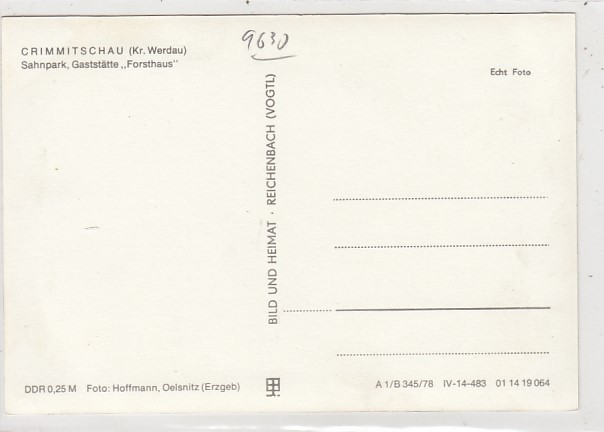 CRIMMITSCHAU (Kr. Werdau)
Sahnpark, Gaststätte „Forsthaus"
9630
Echt Foto
BILD UND HEIMAT · REICHENBACH (VOGTL)
DDR 0,25 M Foto: Hoffmann, Oelsnitz (Erzgeb)
A 1/B 345/78 IV-14-483 01 14 19 064